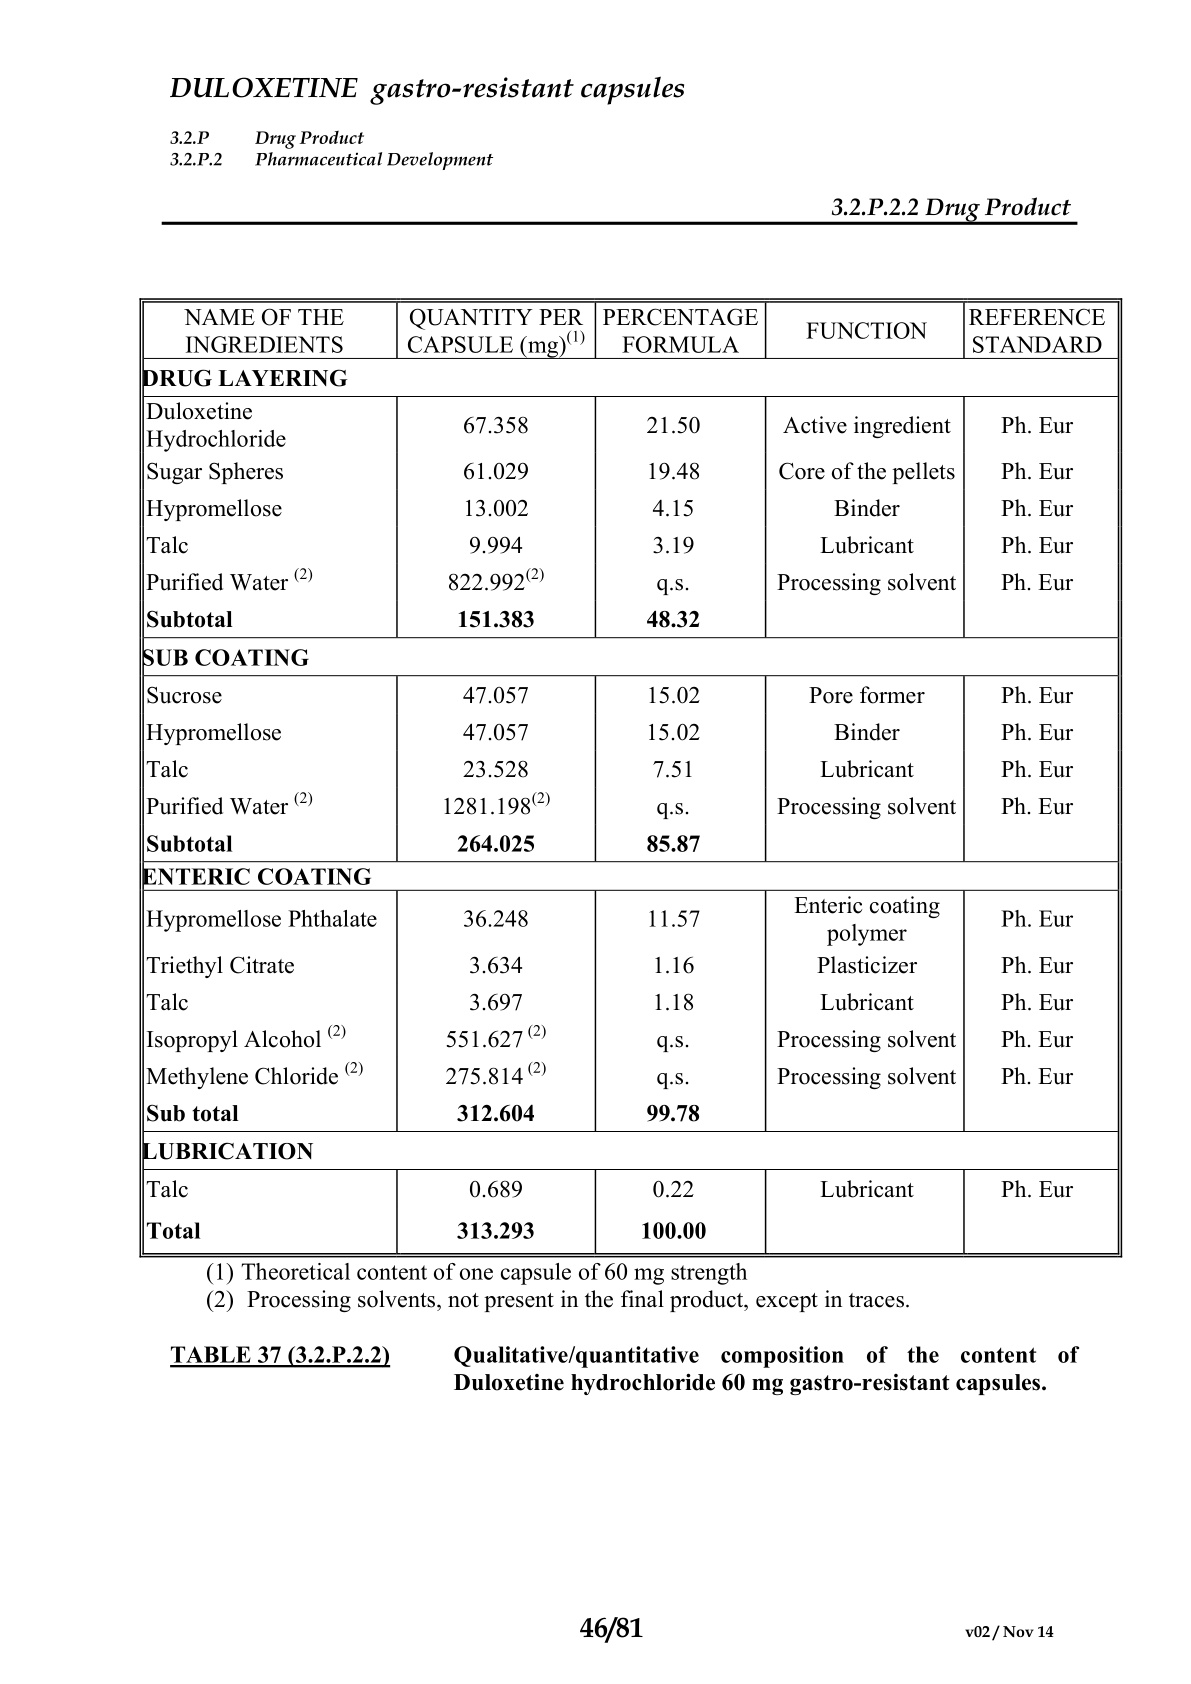 DULOXETINE gastro-resistant capsules
3.2.P Drug Product
3.2.P.2 Pharmaceutical Development
3.2.P.2.2 Drug Product
NAME OF THE INGREDIENTS QUANTITY PER CAPSULE (mg)(1) PERCENTAGE FORMULA FUNCTION REFERENCE STANDARD
DRUG LAYERING
Duloxetine Hydrochloride 67.358 21.50 Active ingredient Ph. Eur
Sugar Spheres 61.029 19.48 Core of the pellets Ph. Eur
Hypromellose 13.002 4.15 Binder Ph. Eur
Talc 9.994 3.19 Lubricant Ph. Eur
Purified Water (2) 822.992(2) q.s. Processing solvent Ph. Eur
Subtotal 151.383 48.32
SUB COATING
Sucrose 47.057 15.02 Pore former Ph. Eur
Hypromellose 47.057 15.02 Binder Ph. Eur
Talc 23.528 7.51 Lubricant Ph. Eur
Purified Water (2) 1281.198(2) q.s. Processing solvent Ph. Eur
Subtotal 264.025 85.87
ENTERIC COATING
Hypromellose Phthalate 36.248 11.57 Enteric coating polymer Ph. Eur
Triethyl Citrate 3.634 1.16 Plasticizer Ph. Eur
Talc 3.697 1.18 Lubricant Ph. Eur
Isopropyl Alcohol (2) 551.627 (2) q.s. Processing solvent Ph. Eur
Methylene Chloride (2) 275.814 (2) q.s. Processing solvent Ph. Eur
Sub total 312.604 99.78
LUBRICATION
Talc 0.689 0.22 Lubricant Ph. Eur
Total 313.293 100.00
(1) Theoretical content of one capsule of 60 mg strength
(2) Processing solvents, not present in the final product, except in traces.
TABLE 37 (3.2.P.2.2) Qualitative/quantitative composition of the content of
Duloxetine hydrochloride 60 mg gastro-resistant capsules.
46/81 v02 / Nov 14